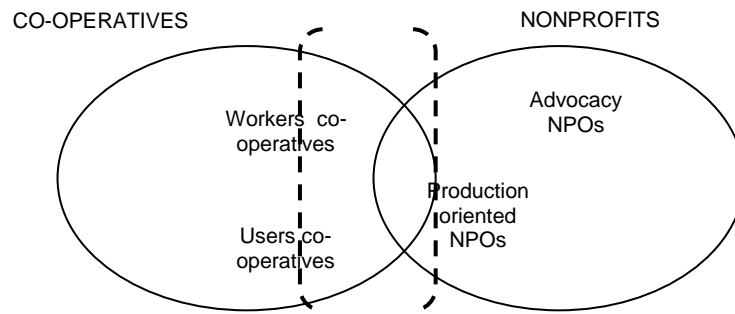 CO-OPERATIVES
NONPROFITS
Workers co-
operatives
Advocacy
NPOs
Production
oriented
NPOs
Users co-
operatives